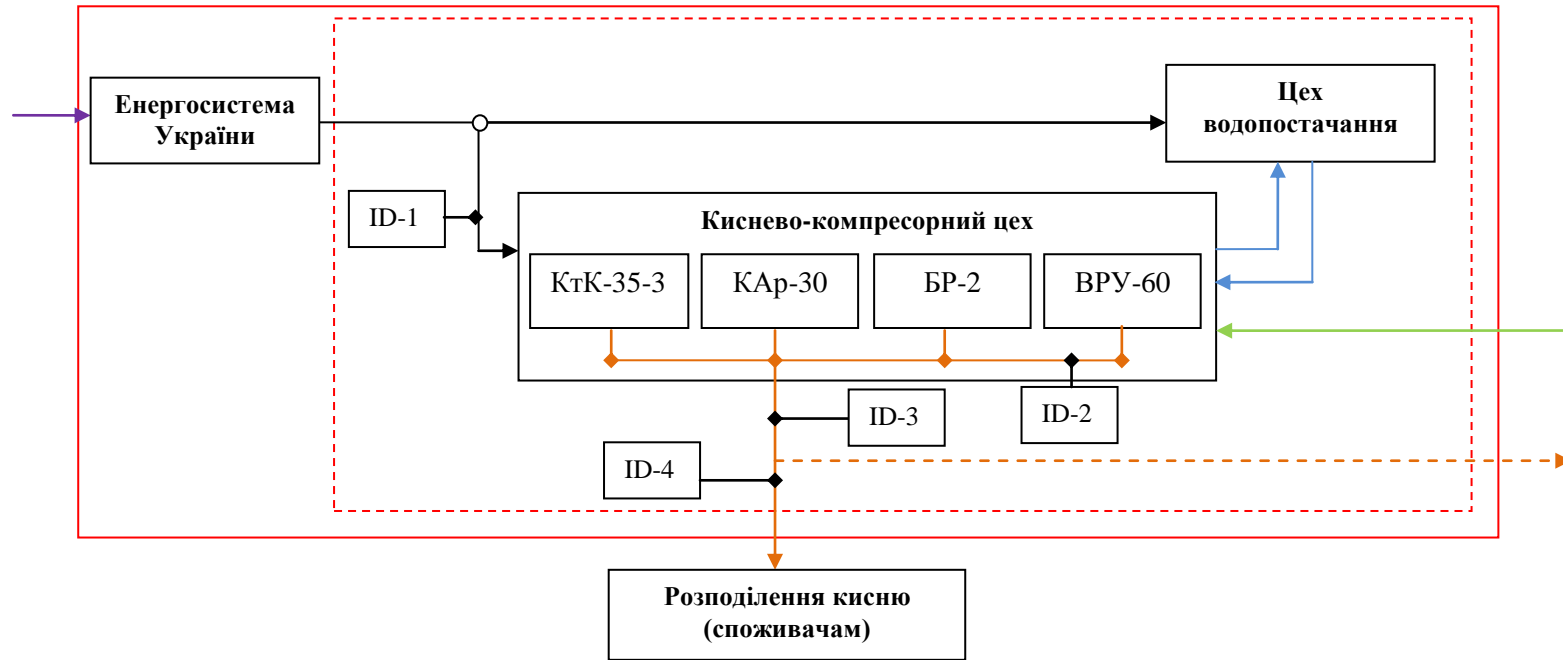 Енергосистема
України
Цех
водопостачання
ID-1
Киснево-компресорний цех
КтК-35-3
КАр-30
БР-2
ВРУ-60
ID-3
ID-2
ID-4
Розподілення кисню
(споживачам)